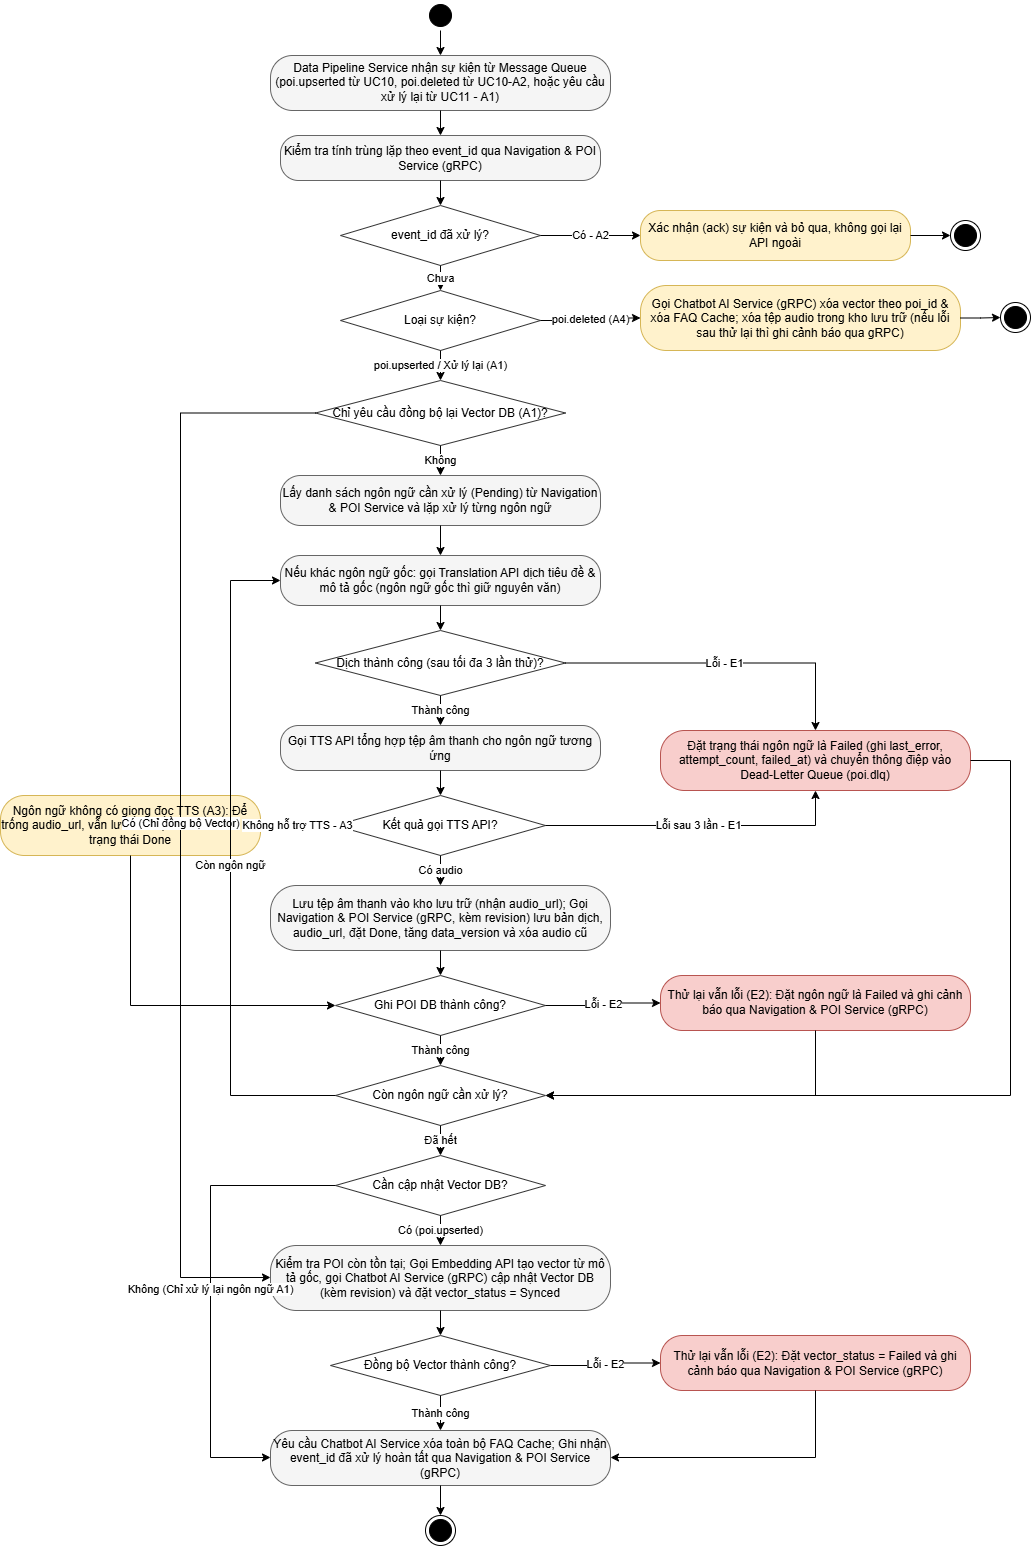 Data Pipeline Service nhận sự kiện từ Message Queue
(poi.upserted từ UC10, poi.deleted từ UC10-A2, hoặc yêu cầu
xử lý lại từ UC11 - A1)
Kiểm tra tính trùng lặp theo event_id qua Navigation & POI
Service (gRPC)
event_id đã xử lý?
Có - A2
Xác nhận (ack) sự kiện và bỏ qua, không gọi lại
API ngoài
Chưa
Loại sự kiện?
poi.deleted (A4)
Gọi Chatbot AI Service (gRPC) xóa vector theo poi_id &
xóa FAQ Cache; xóa tệp audio trong kho lưu trữ (nếu lỗi
sau thử lại thì ghi cảnh báo qua gRPC)
poi.upserted / Xử lý lại (A1)
Chỉ yêu cầu đồng bộ lại Vector DB (A1)?
Không
Lấy danh sách ngôn ngữ cần xử lý (Pending) từ Navigation
& POI Service và lặp xử lý từng ngôn ngữ
Nếu khác ngôn ngữ gốc: gọi Translation API dịch tiêu đề &
mô tả gốc (ngôn ngữ gốc thì giữ nguyên văn)
Dịch thành công (sau tối đa 3 lần thử)?
Lỗi - E1
Thành công
Gọi TTS API tổng hợp tệp âm thanh cho ngôn ngữ tương
ứng
Đặt trạng thái ngôn ngữ là Failed (ghi last_error,
attempt_count, failed_at) và chuyển thông điệp vào
Dead-Letter Queue (poi.dlq)
Ngôn ngữ không có giọng đọc TTS (A3): Để
trống audio_url, vẫn lư
trạng thái Done
Có (Chỉ đồng bộ Vector)
Không hỗ trợ TTS - A3
Kết quả gọi TTS API?
Lỗi sau 3 lần - E1
Còn ngôn ngữ
Có audio
Lưu tệp âm thanh vào kho lưu trữ (nhận audio_url); Gọi
Navigation & POI Service (gRPC, kèm revision) lưu bản dịch,
audio_url, đặt Done, tăng data_version và xóa audio cũ
Ghi POI DB thành công?
Lỗi - E2
Thử lại vẫn lỗi (E2): Đặt ngôn ngữ là Failed và ghi cảnh
báo qua Navigation & POI Service (gRPC)
Thành công
Còn ngôn ngữ cần xử lý?
Đã hết
Cần cập nhật Vector DB?
Có (poi.upserted)
Kiểm tra POI còn tồn tại; Gọi Embedding API tạo vector từ mô
tả gốc, gọi Chatbot AI Service (gRPC) cập nhật Vector DB
(kèm revision) và đặt vector_status = Synced
Không (Chỉ xử lý lại ngôn ngữ A1)
Đồng bộ Vector thành công?
Lỗi - E2
Thử lại vẫn lỗi (E2): Đặt vector_status = Failed và ghi
cảnh báo qua Navigation & POI Service (gRPC)
Thành công
Yêu cầu Chatbot AI Service xóa toàn bộ FAQ Cache; Ghi nhận
event_id đã xử lý hoàn tất qua Navigation & POI Service
(gRPC)